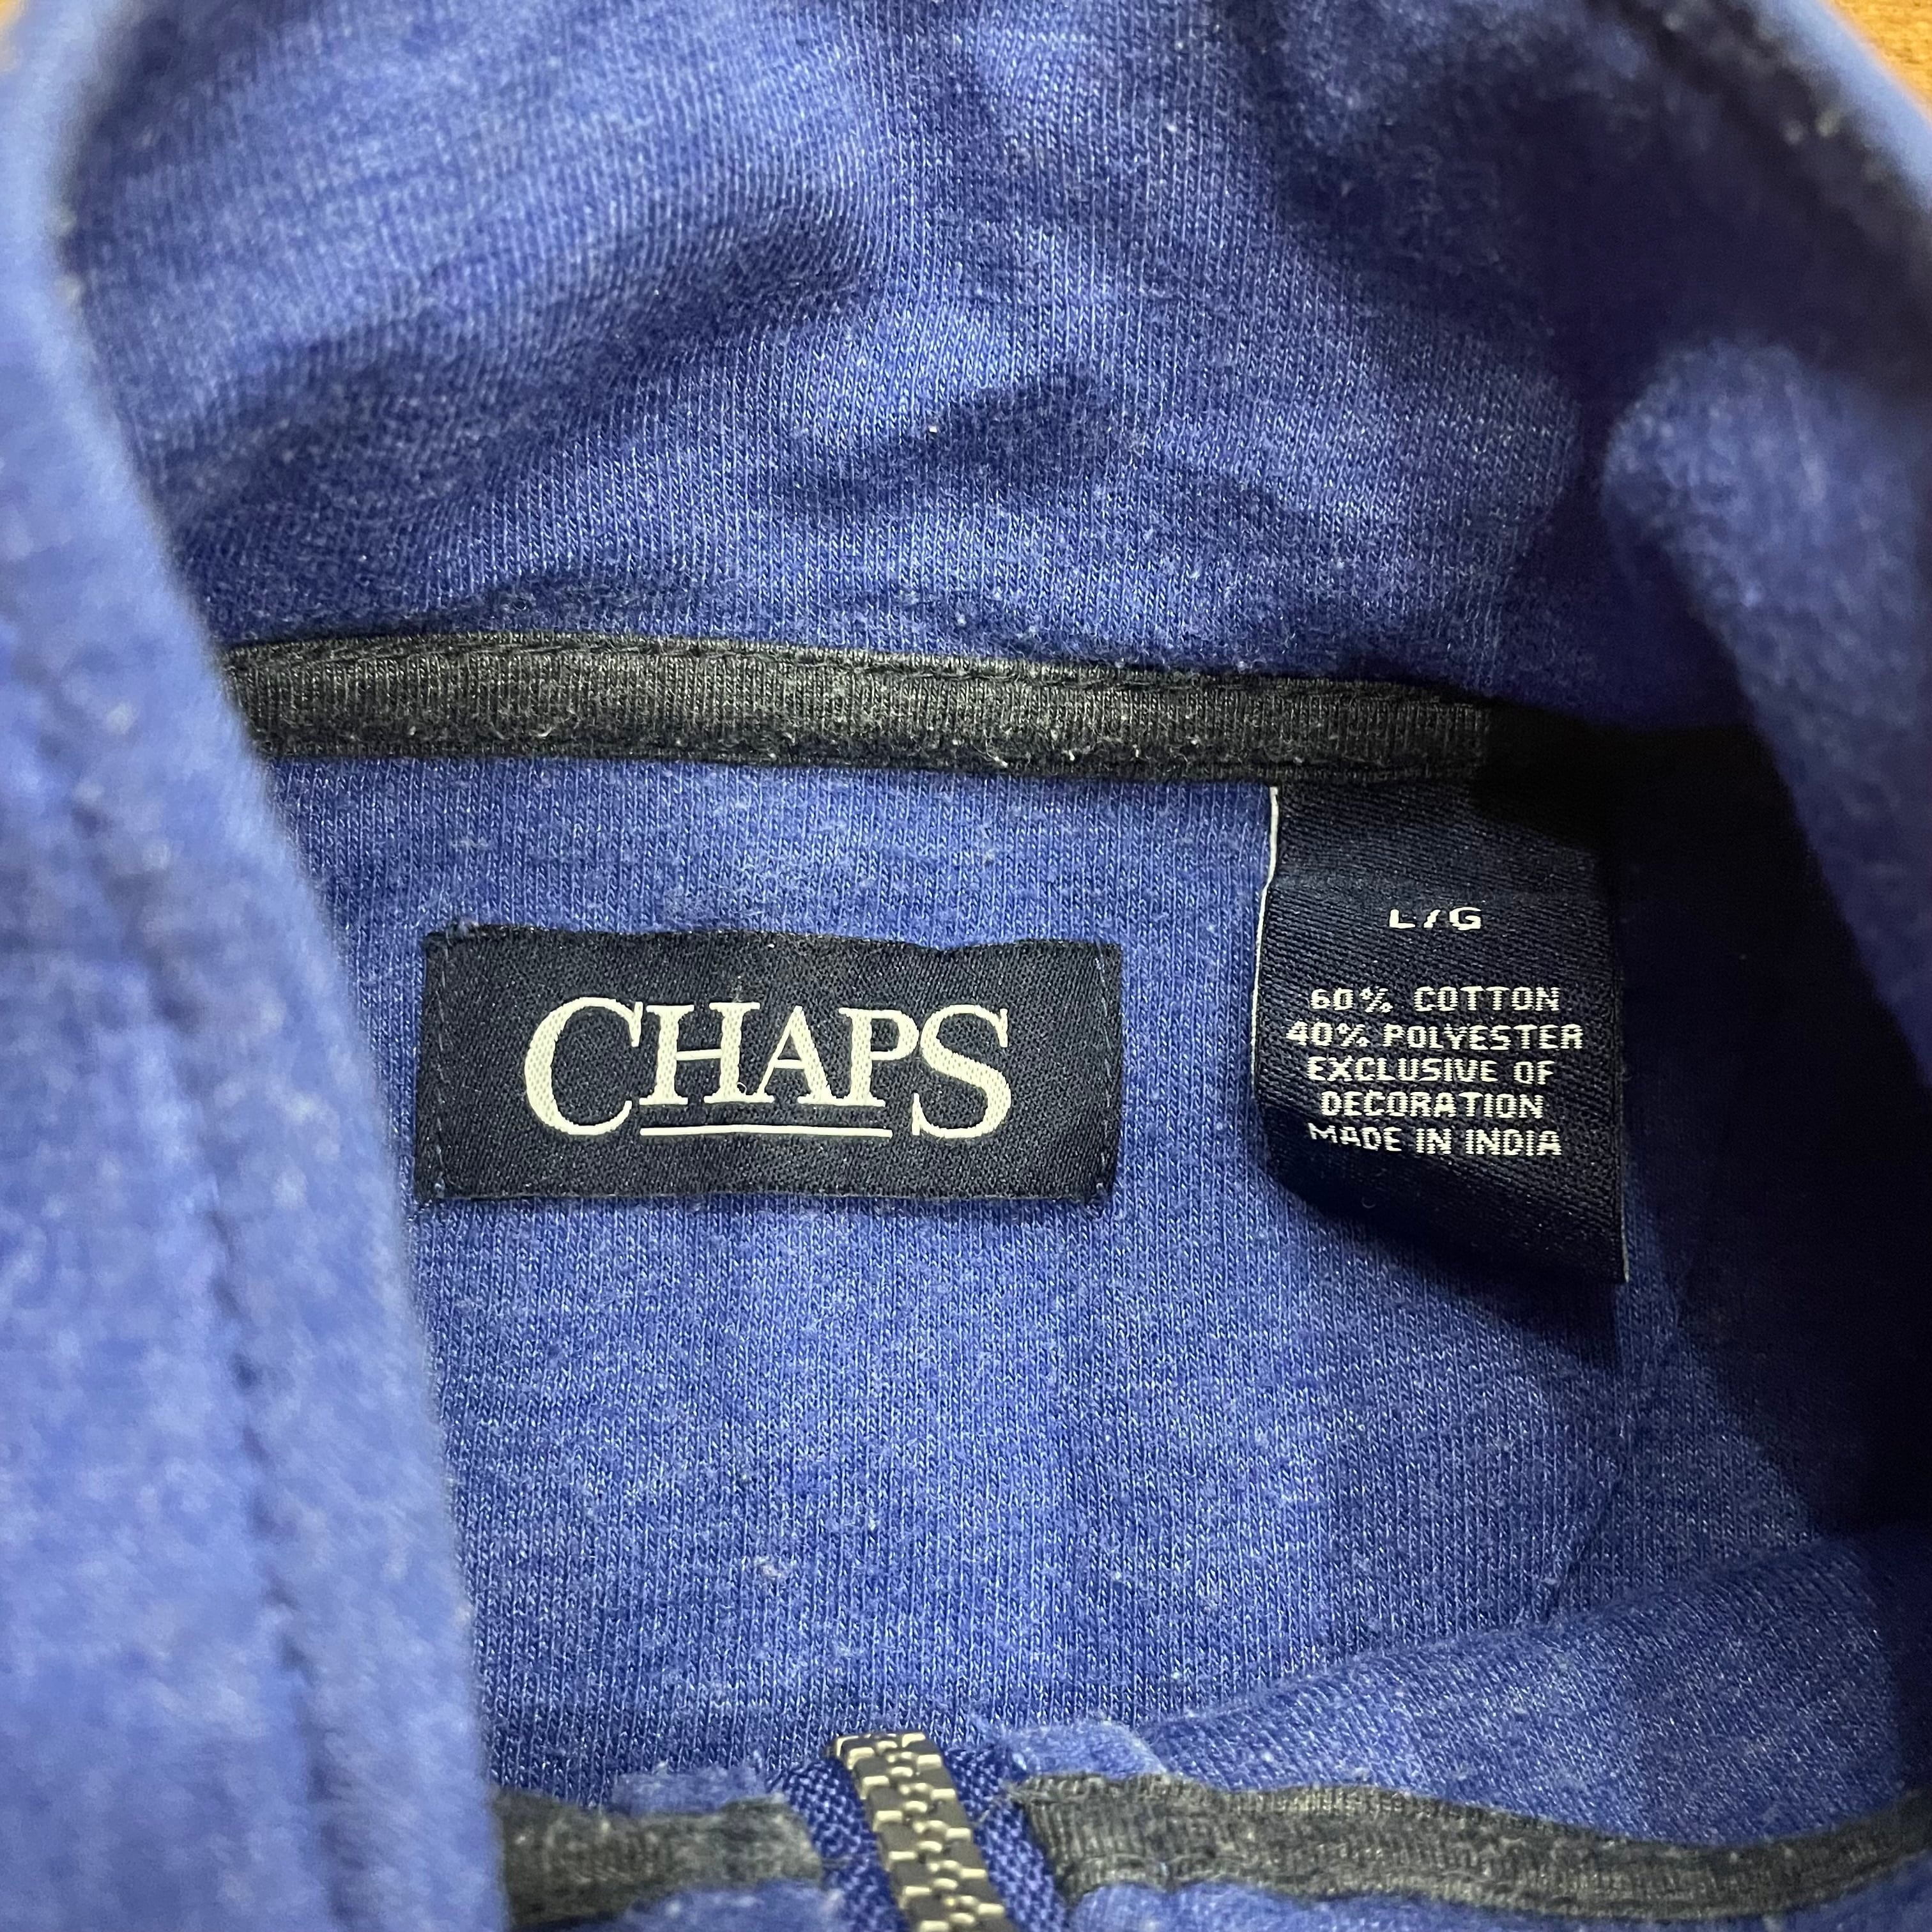 CHAPS
L/G
60% COTTON
40% POLYESTER
EXCLUSIVE OF
DECORATION
MADE IN INDIA